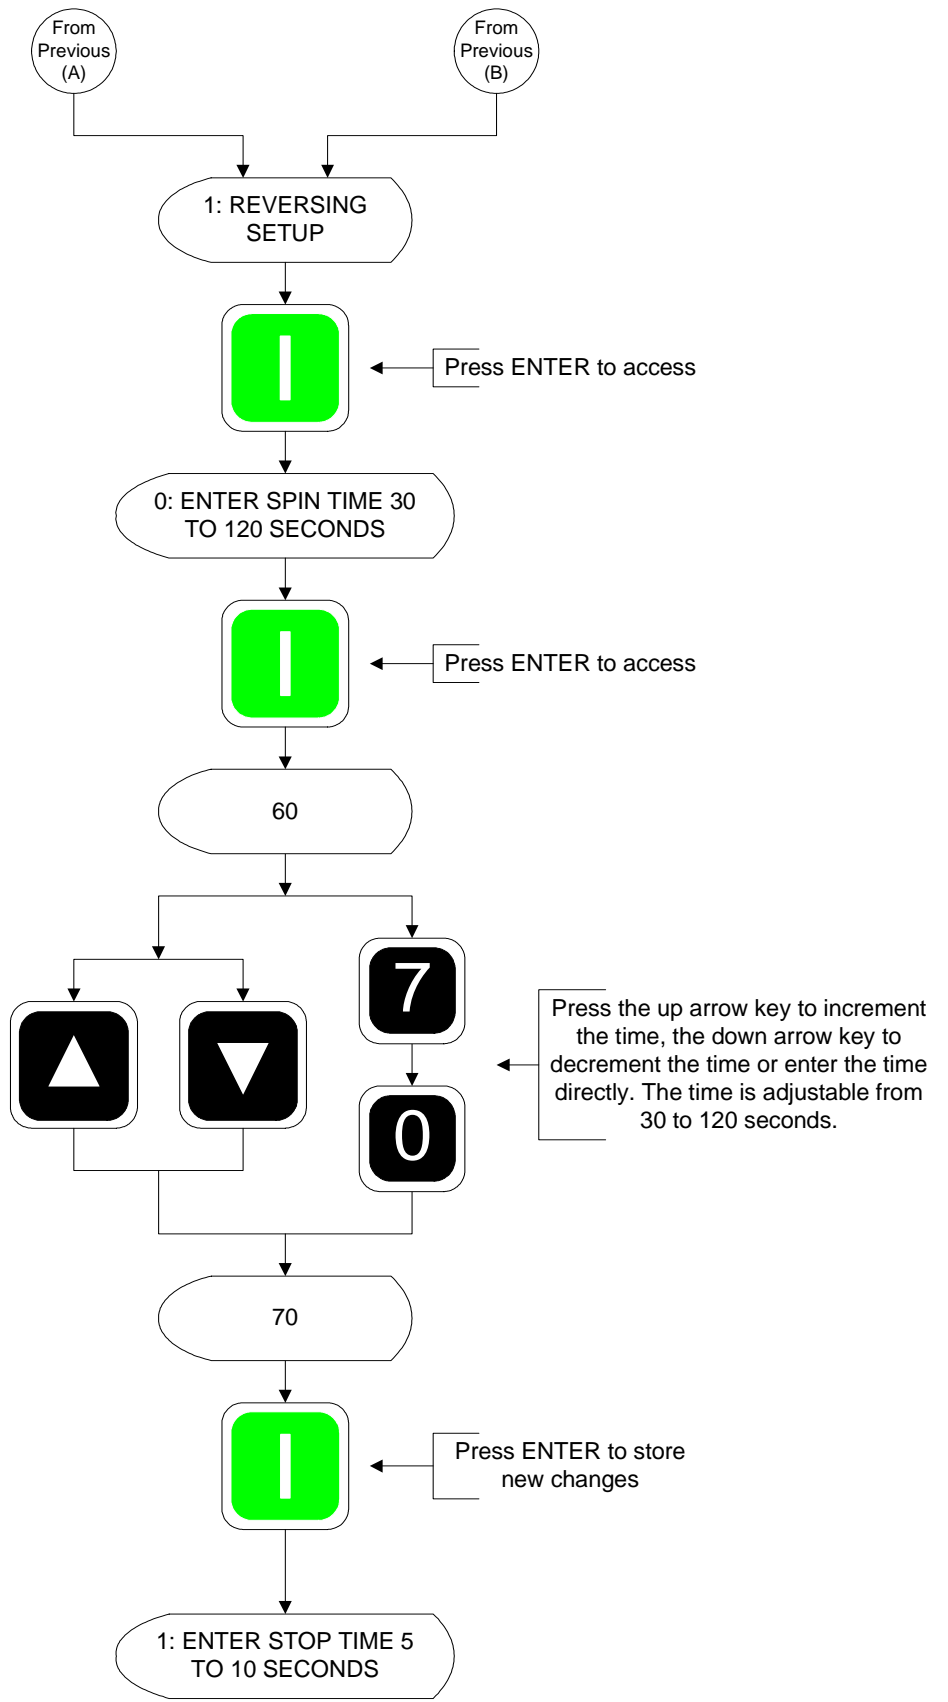 From
Previous
(A)
From
Previous
(B)
1: REVERSING
SETUP
Press ENTER to access
0: ENTER SPIN TIME 30
TO 120 SECONDS
Press ENTER to access
60
7
0
Press the up arrow key to increment
the time, the down arrow key to
decrement the time or enter the time
directly. The time is adjustable from
30 to 120 seconds.
70
Press ENTER to store
new changes
1: ENTER STOP TIME 5
TO 10 SECONDS